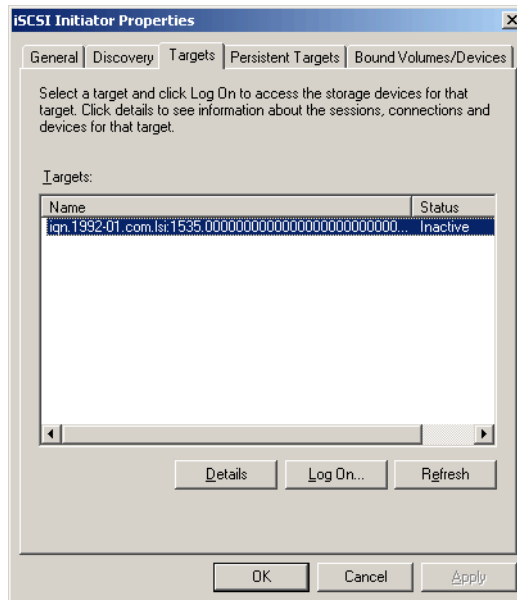 iSCSI Initiator Properties
General Discovery Targets Persistent Targets Bound Volumes/Devices
Select a target and click Log On to access the storage devices for that
target. Click details to see information about the sessions, connections and
devices for that target.
Targets:
Name Status
iqn.1992-01.com.lsi:1535.000000000000000000000000... Inactive
Details Log On... Refresh
OK Cancel Apply